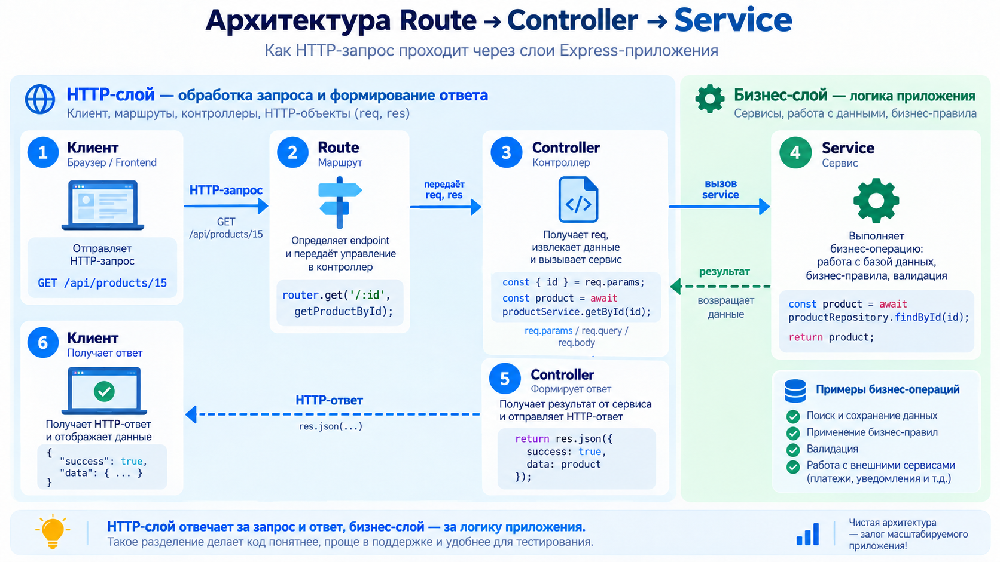 Архитектура Route → Controller → Service
Как HTTP-запрос проходит через слои Express-приложения
HTTP-слой — обработка запроса и формирование ответа
Клиент, маршруты, контроллеры, HTTP-объекты (req, res)
Бизнес-слой — логика приложения
Сервисы, работа с данными, бизнес-правила
1
Клиент
Браузер / Frontend
Отправляет
HTTP-запрос
GET /api/products/15
HTTP-запрос
GET
/api/products/15
2
Route
Маршрут
Определяет endpoint
и передаёт управление
в контроллер
router.get('/:id',
getProductById);
передаёт
req, res
3
Controller
Контроллер
Получает req,
извлекает данные
и вызывает сервис
const { id } = req.params;
const product = await
productService.getById(id);
req.params / req.query /
req.body
вызов
service
результат
возвращает
данные
4
Service
Сервис
Выполняет
бизнес-операцию:
работа с базой данных,
бизнес-правила, валидация
const product = await
productRepository.findById(id);
return product;
Примеры бизнес-операций
Поиск и сохранение данных
Применение бизнес-правил
Валидация
Работа с внешними сервисами
(платежи, уведомления и т.д.)
5
Controller
Формирует ответ
Получает результат от сервиса
и отправляет HTTP-ответ
return res.json({
success: true,
data: product
});
HTTP-ответ
res.json(...)
6
Клиент
Получает ответ
Получает HTTP-ответ
и отображает данные
{
"success": true,
"data": { ... }
}
HTTP-слой отвечает за запрос и ответ, бизнес-слой — за логику приложения.
Такое разделение делает код понятнее, проще в поддержке и удобнее для тестирования.
Чистая архитектура
— залог масштабируемого
приложения!